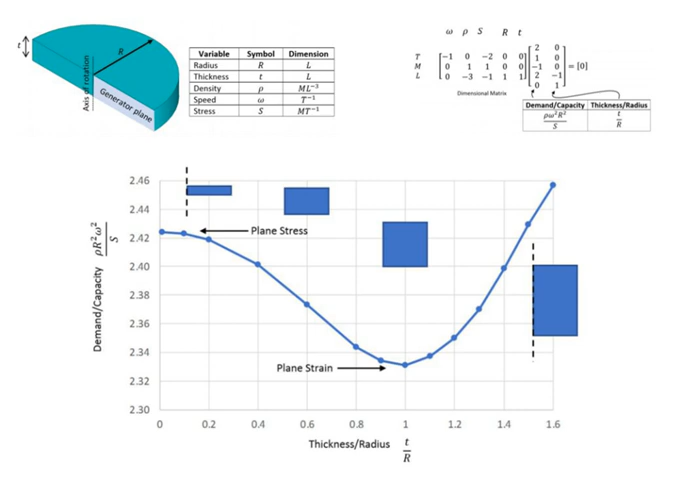 t
R
Axis of rotation
Generator plane
Variable Symbol Dimension
Radius R L
Thickness t L
Density ρ ML⁻³
Speed ω T⁻¹
Stress S MT⁻¹
ω ρ S R t
T [−1 0 −2 0 0] [2 0]
M [0 1 1 0 0] [1 0]
L [0 −3 −1 1 1] [−1 0] = [0]
[2 −1]
[0 1]
Dimensional Matrix
Demand/Capacity Thickness/Radius
ρω²R²/S t/R
Demand/Capacity ρR²ω²/S
2.46
2.44
2.42
2.40
2.38
2.36
2.34
2.32
2.30
Plane Stress
Plane Strain
0 0.2 0.4 0.6 0.8 1 1.2 1.4 1.6
Thickness/Radius t/R